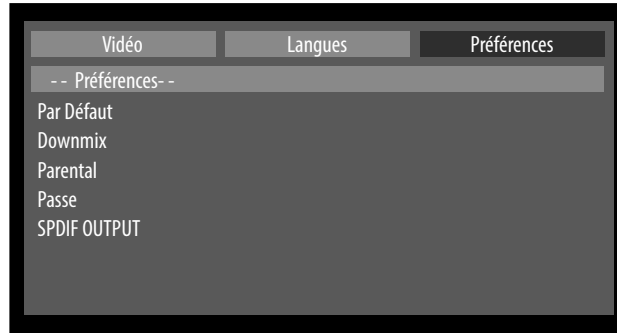 Vidéo Langues Préférences
- - Préférences- -
Par Défaut
Downmix
Parental
Passe
SPDIF OUTPUT